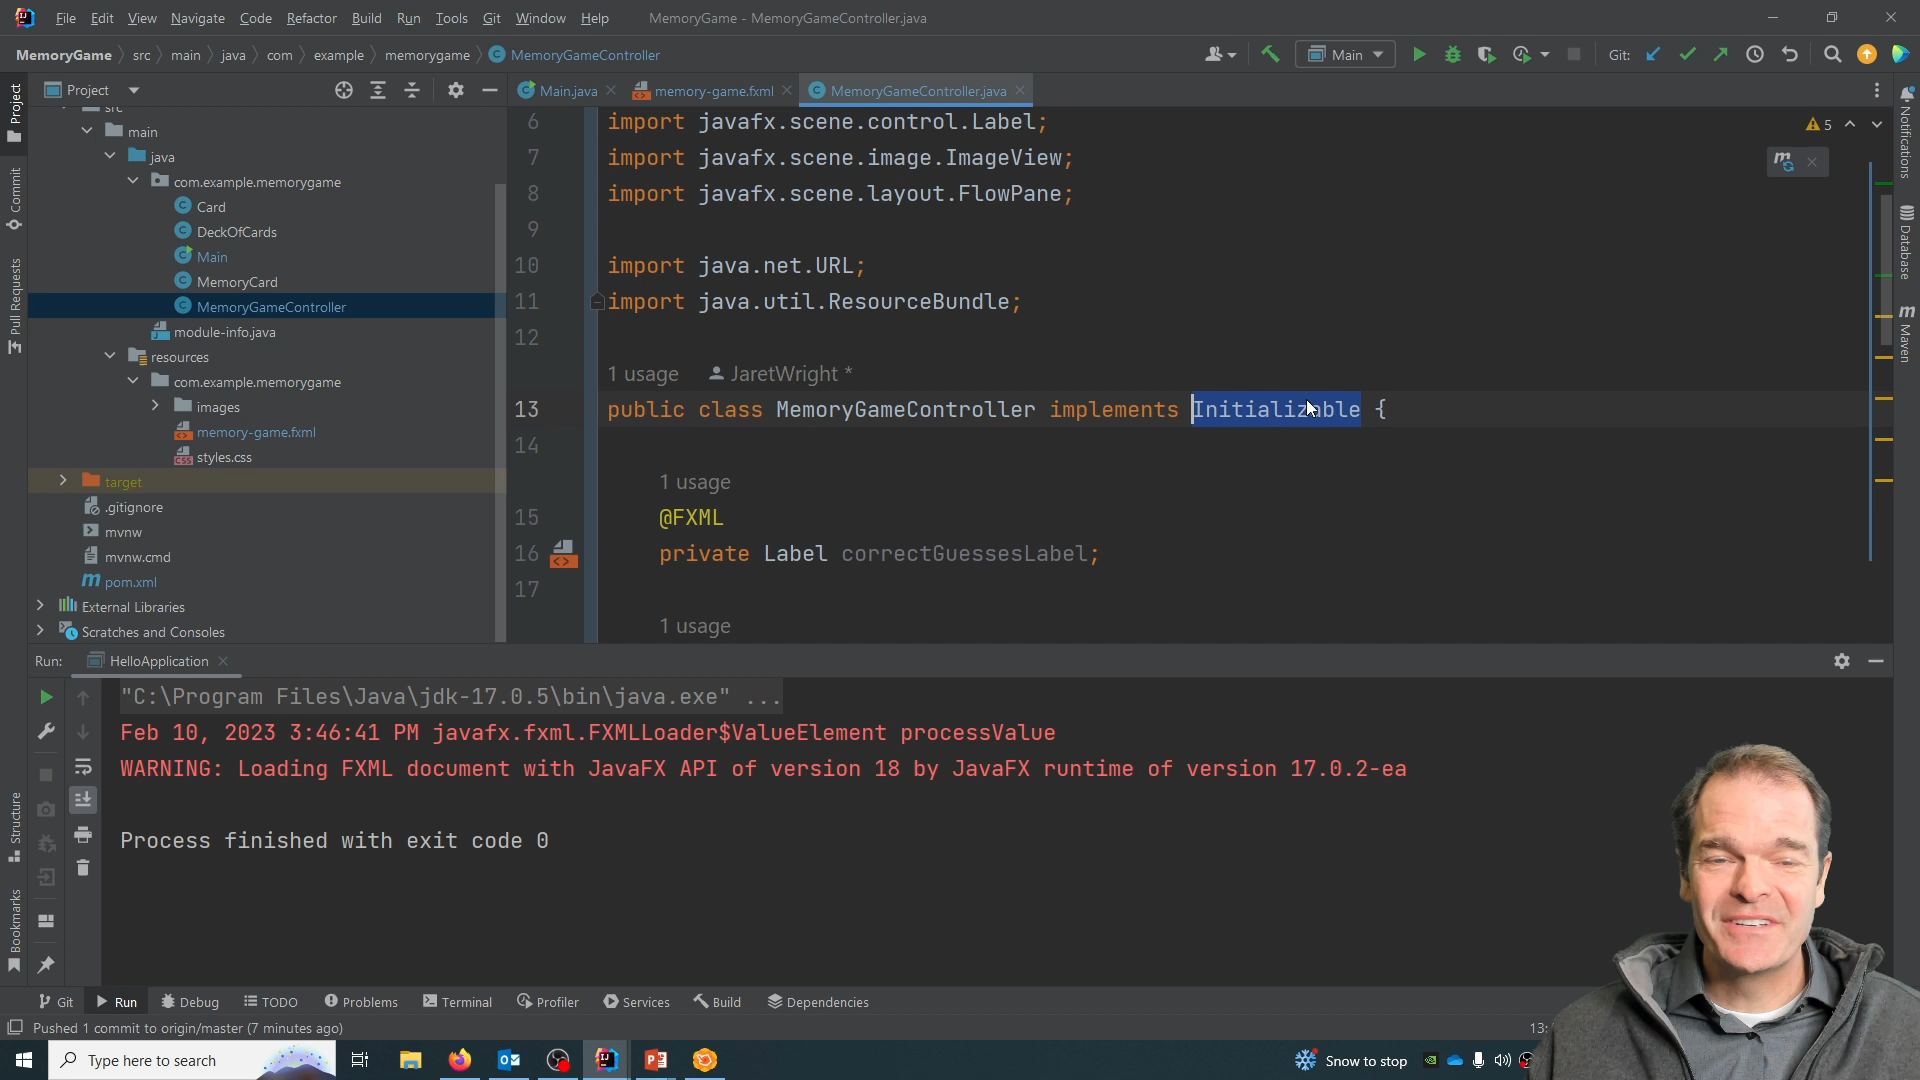 File Edit View Navigate Code Refactor Build Run Tools Git Window Help MemoryGame - MemoryGameController.java
MemoryGame src main java com example memorygame MemoryGameController Main Git:
Project
Main.java memory-game.fxml MemoryGameController.java
src
main
java
com.example.memorygame
Card
DeckOfCards
Main
MemoryCard
MemoryGameController
module-info.java
resources
com.example.memorygame
images
memory-game.fxml
styles.css
target
.gitignore
mvnw
mvnw.cmd
pom.xml
External Libraries
Scratches and Consoles
6 import javafx.scene.control.Label;
7 import javafx.scene.image.ImageView;
8 import javafx.scene.layout.FlowPane;
9
10 import java.net.URL;
11 import java.util.ResourceBundle;
12
1 usage JaretWright *
13 public class MemoryGameController implements Initializable {
14
1 usage
15 @FXML
16 private Label correctGuessesLabel;
17
1 usage
5
Project
Commit
Pull Requests
Structure
Bookmarks
Notifications
Database
Maven
Run: HelloApplication
"C:\Program Files\Java\jdk-17.0.5\bin\java.exe" ...
Feb 10, 2023 3:46:41 PM javafx.fxml.FXMLLoader$ValueElement processValue
WARNING: Loading FXML document with JavaFX API of version 18 by JavaFX runtime of version 17.0.2-ea
Process finished with exit code 0
Git Run Debug TODO Problems Terminal Profiler Services Build Dependencies
Pushed 1 commit to origin/master (7 minutes ago) 13:
Type here to search Snow to stop